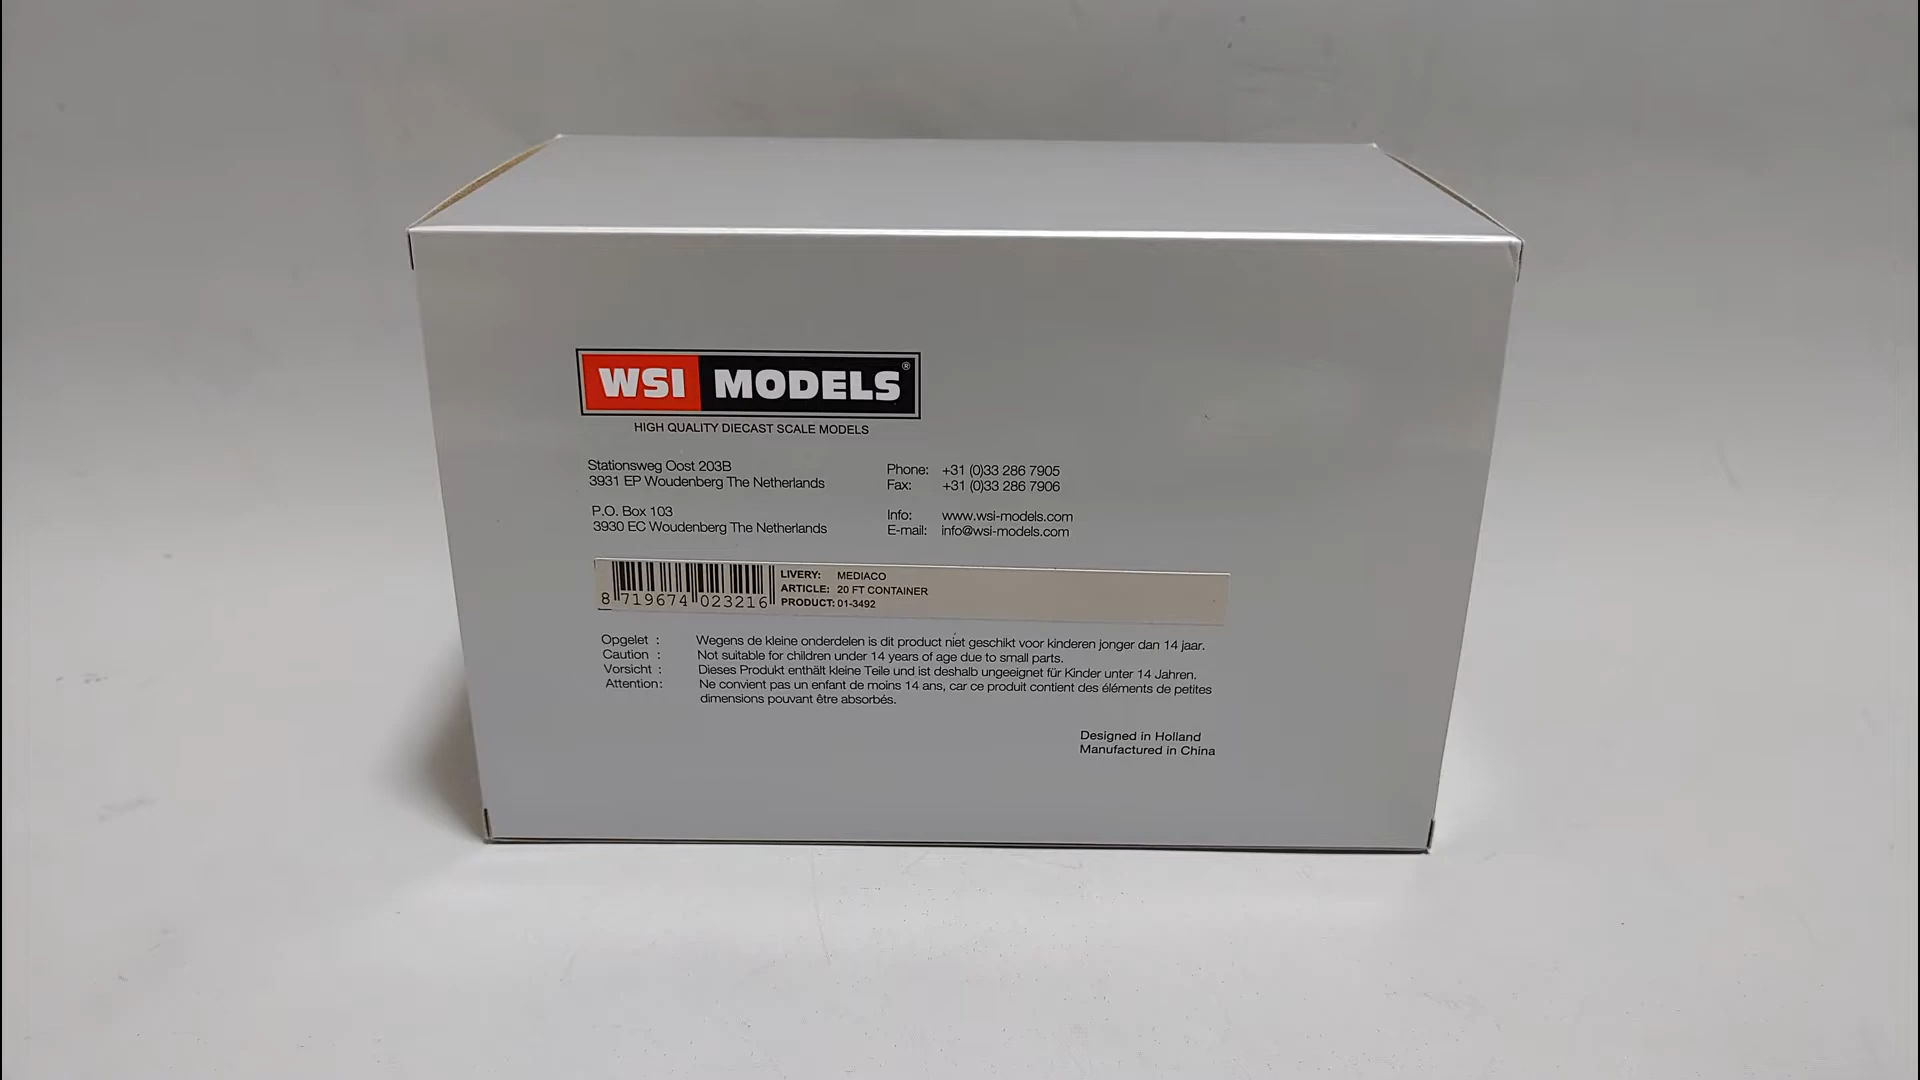 WSI MODELS®
HIGH QUALITY DIECAST SCALE MODELS
Stationsweg Oost 203B
3931 EP Woudenberg The Netherlands
P.O. Box 103
3930 EC Woudenberg The Netherlands
Phone: +31 (0)33 286 7905
Fax: +31 (0)33 286 7906
Info: www.wsi-models.com
E-mail: info@wsi-models.com
8 719674 023216
LIVERY: MEDIACO
ARTICLE: 20 FT CONTAINER
PRODUCT: 01-3492
Opgelet : Wegens de kleine onderdelen is dit product niet geschikt voor kinderen jonger dan 14 jaar.
Caution : Not suitable for children under 14 years of age due to small parts.
Vorsicht : Dieses Produkt enthält kleine Teile und ist deshalb ungeeignet für Kinder unter 14 Jahren.
Attention: Ne convient pas un enfant de moins 14 ans, car ce produit contient des éléments de petites
dimensions pouvant être absorbés.
Designed in Holland
Manufactured in China